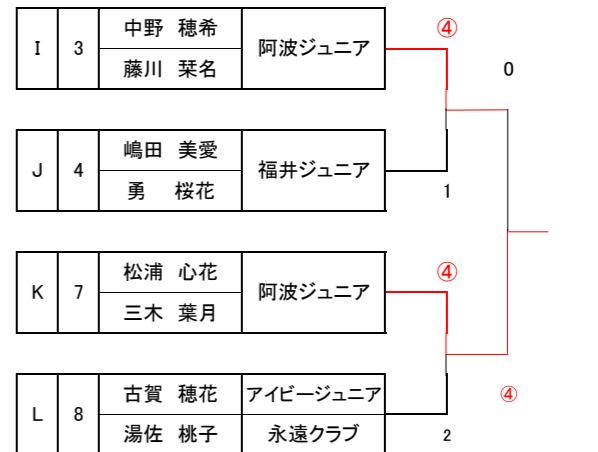 中野 穂希
④
I 3 阿波ジュニア
藤川 栞名
0
嶋田 美愛
J 4 福井ジュニア
勇 桜花
1
松浦 心花
④
K 7 阿波ジュニア
三木 葉月
古賀 穂花 アイビージュニア
④
L 8
湯佐 桃子 永遠クラブ
2